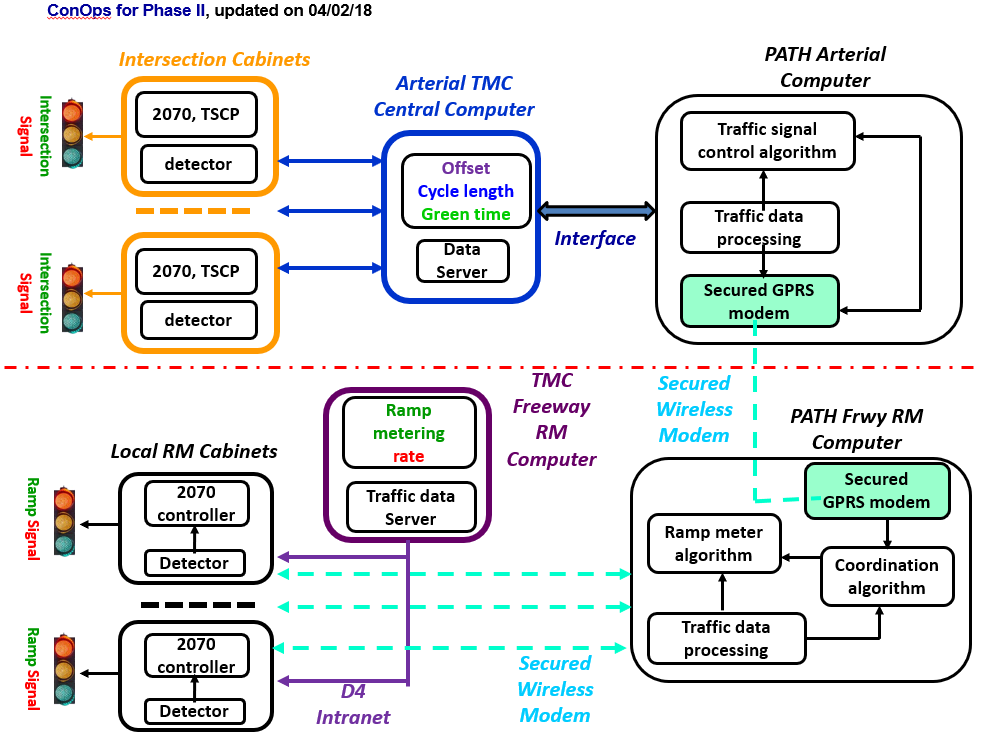 ConOps for Phase II, updated on 04/02/18
Intersection Cabinets
2070, TSCP
detector
Intersection
Signal
2070, TSCP
detector
Intersection
Signal
Arterial TMC
Central Computer
Offset
Cycle length
Green time
Data
Server
Interface
PATH Arterial
Computer
Traffic signal
control algorithm
Traffic data
processing
Secured GPRS
modem
Secured
Wireless
Modem
TMC
Freeway
RM
Computer
Ramp
metering
rate
Traffic data
Server
Local RM Cabinets
2070
controller
Detector
Ramp Signal
2070
controller
Detector
Ramp Signal
D4
Intranet
Secured
Wireless
Modem
PATH Frwy RM
Computer
Secured
GPRS modem
Ramp meter
algorithm
Coordination
algorithm
Traffic data
processing